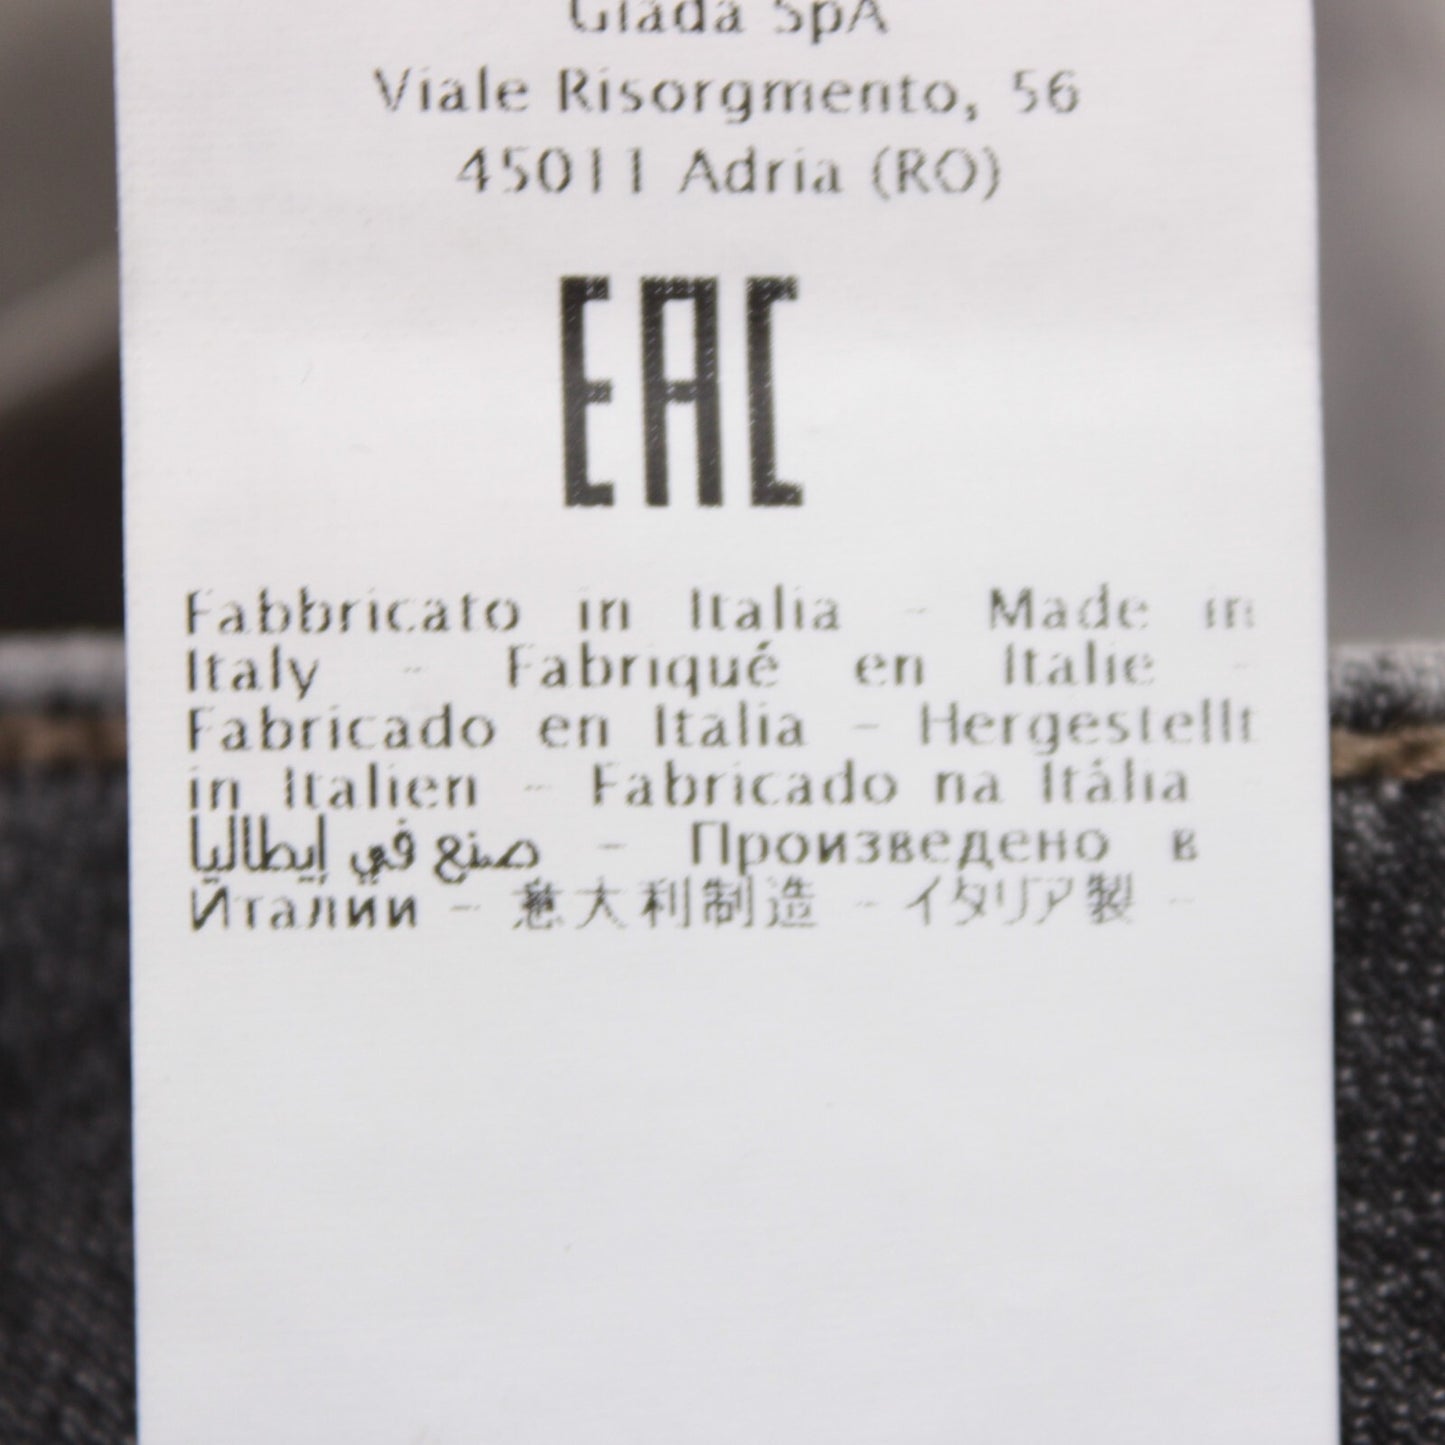 Giada SpA
Viale Risorgmento, 56
45011 Adria (RO)
EAC
Fabbricato in Italia - Made in
Italy - Fabriqué en Italie -
Fabricado en Italia - Hergestellt
in Italien - Fabricado na Itália -
صنع في إيطاليا - Произведено в
Италии - 意大利制造 - イタリア製 -